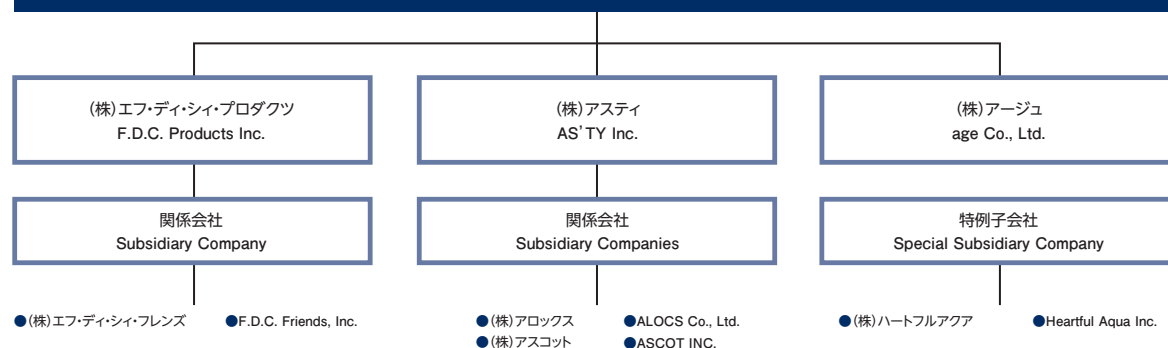 (株)エフ・ディ・シィ・プロダクツ
F.D.C. Products Inc.
(株)アスティ
AS'TY Inc.
(株)アージュ
age Co., Ltd.
関係会社
Subsidiary Company
関係会社
Subsidiary Companies
特例子会社
Special Subsidiary Company
●(株)エフ・ディ・シィ・フレンズ ●F.D.C. Friends, Inc.
●(株)アロックス ●ALOCS Co., Ltd.
●(株)アスコット ●ASCOT INC.
●(株)ハートフルアクア ●Heartful Aqua Inc.